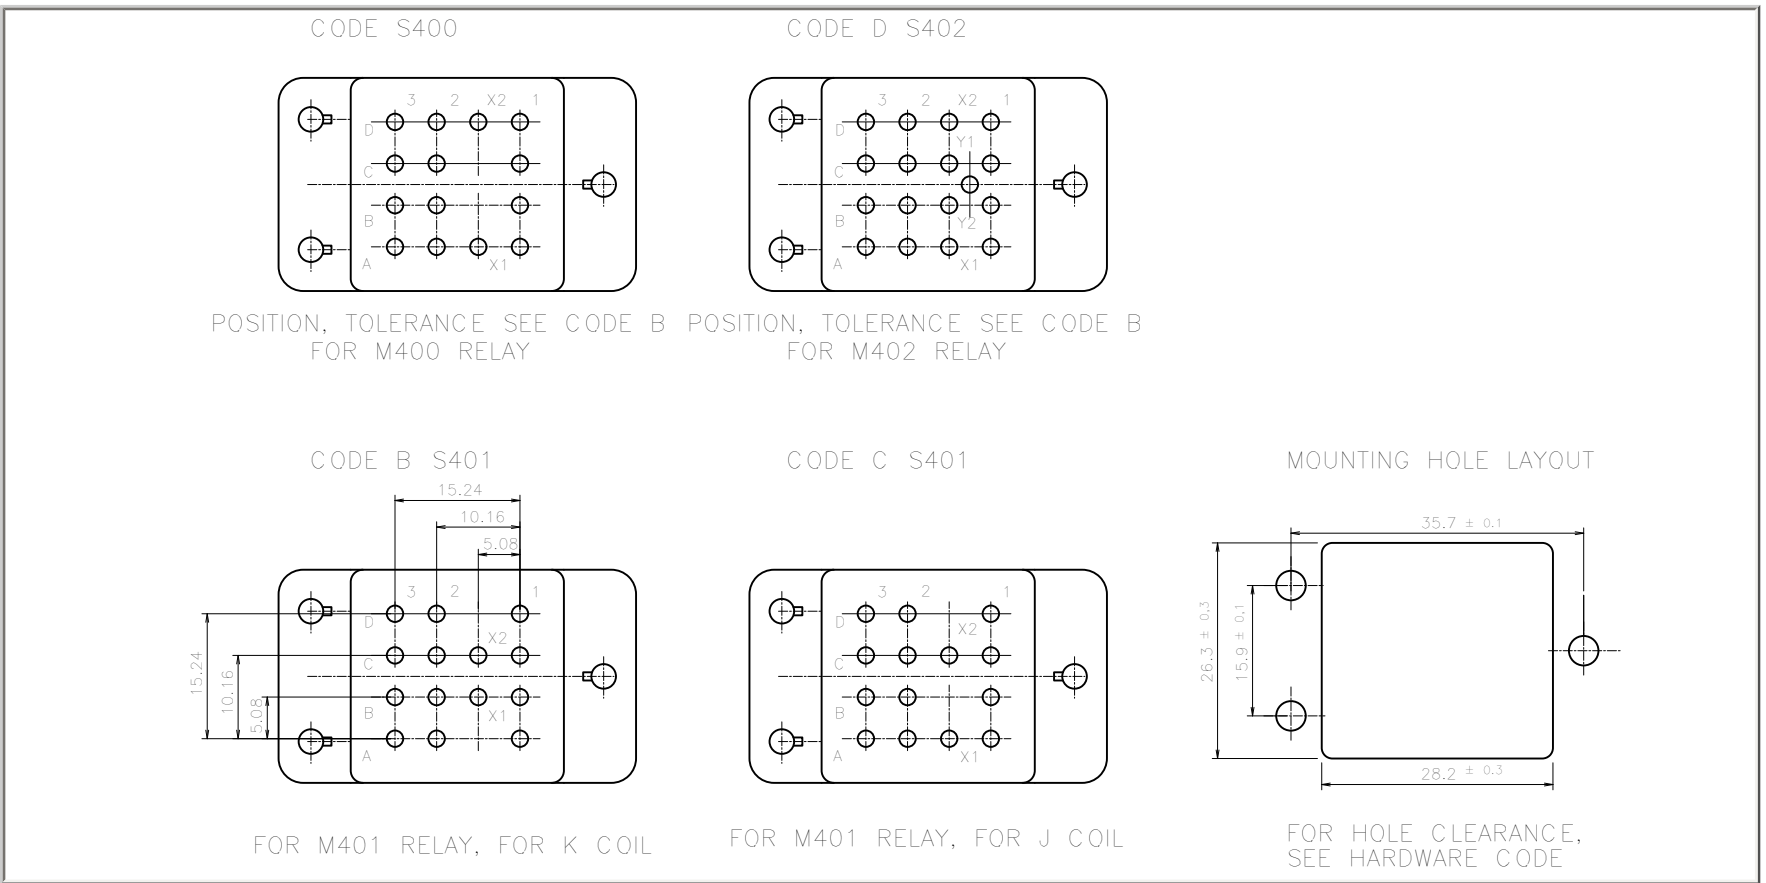 CODE S400
CODE D S402
3 2 X2 1
D
C
B
A
X1
3 2 X2 1
D
Y1
C
B
Y2
A
X1
POSITION, TOLERANCE SEE CODE B
FOR M400 RELAY
POSITION, TOLERANCE SEE CODE B
FOR M402 RELAY
CODE B S401
CODE C S401
MOUNTING HOLE LAYOUT
15.24
10.16
5.08
3 2 1
D
X2
C
B
X1
A
15.24
10.16
5.08
3 2 1
D
X2
C
B
A
X1
35.7 ± 0.1
26.3 ± 0.3
15.9 ± 0.1
28.2 ± 0.3
FOR M401 RELAY, FOR K COIL
FOR M401 RELAY, FOR J COIL
FOR HOLE CLEARANCE,
SEE HARDWARE CODE